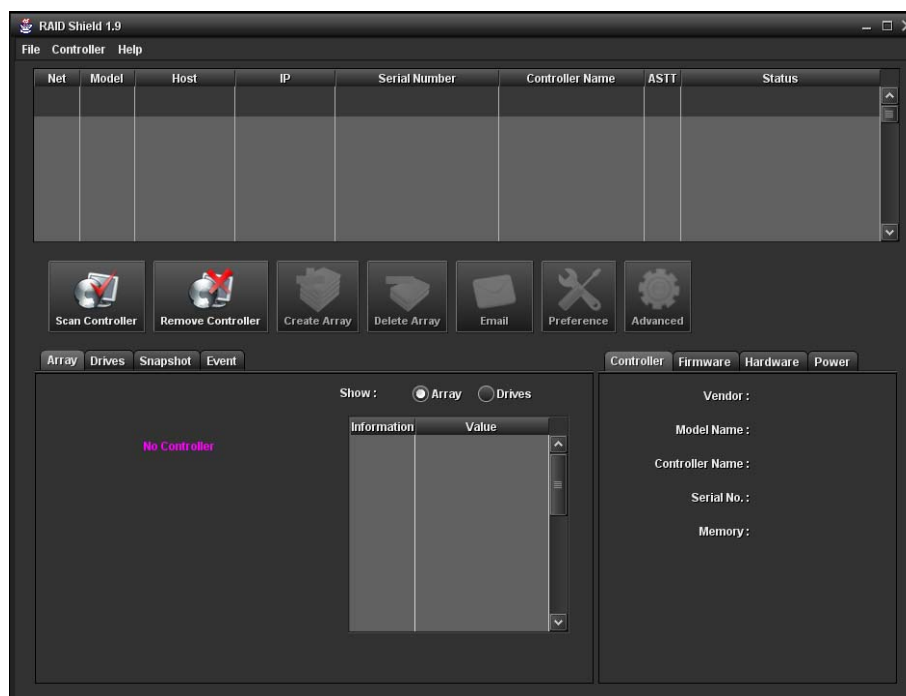 RAID Shield 1.9
File Controller Help
Net Model Host IP Serial Number Controller Name ASTT Status
Scan Controller Remove Controller Create Array Delete Array Email Preference Advanced
Array Drives Snapshot Event
Controller Firmware Hardware Power
Show : Array Drives
Information Value
No Controller
Vendor :
Model Name :
Controller Name :
Serial No. :
Memory :